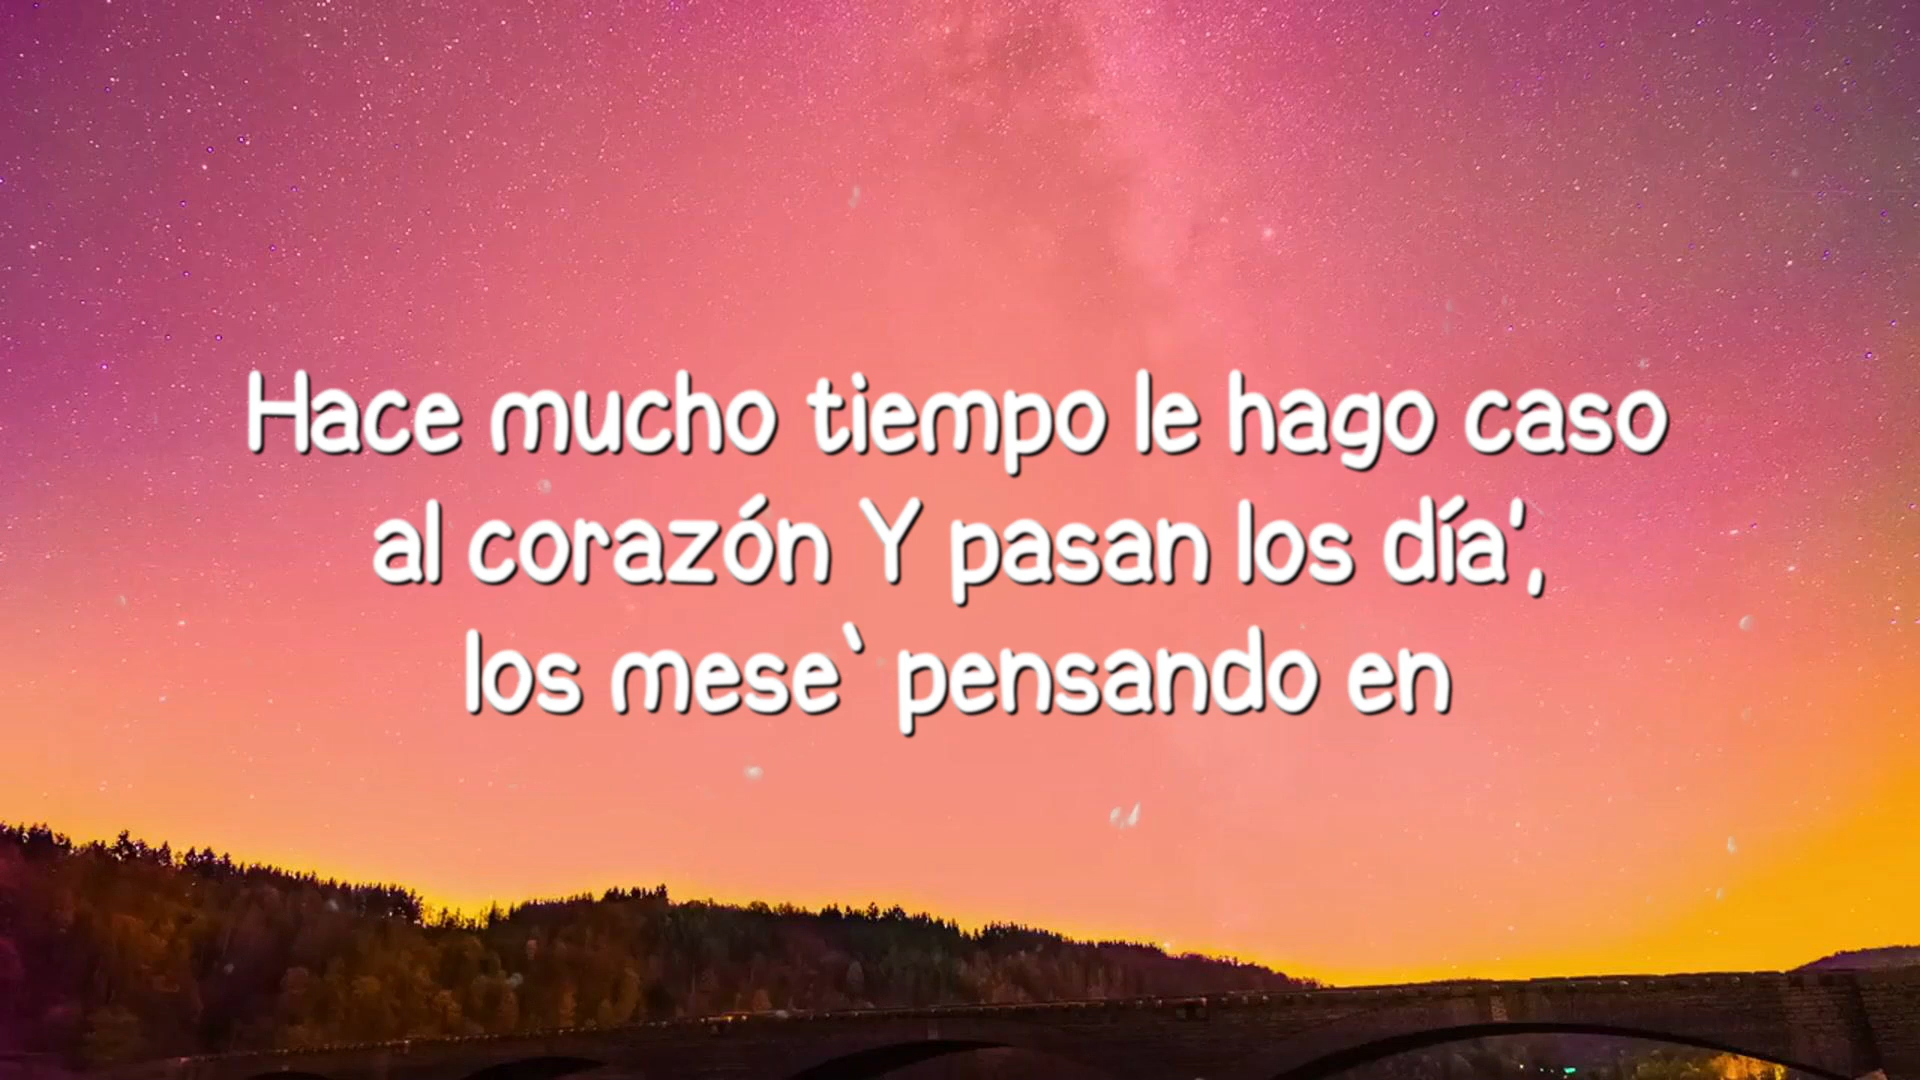 Hace mucho tiempo le hago caso
al corazón Y pasan los día',
los mese` pensando en